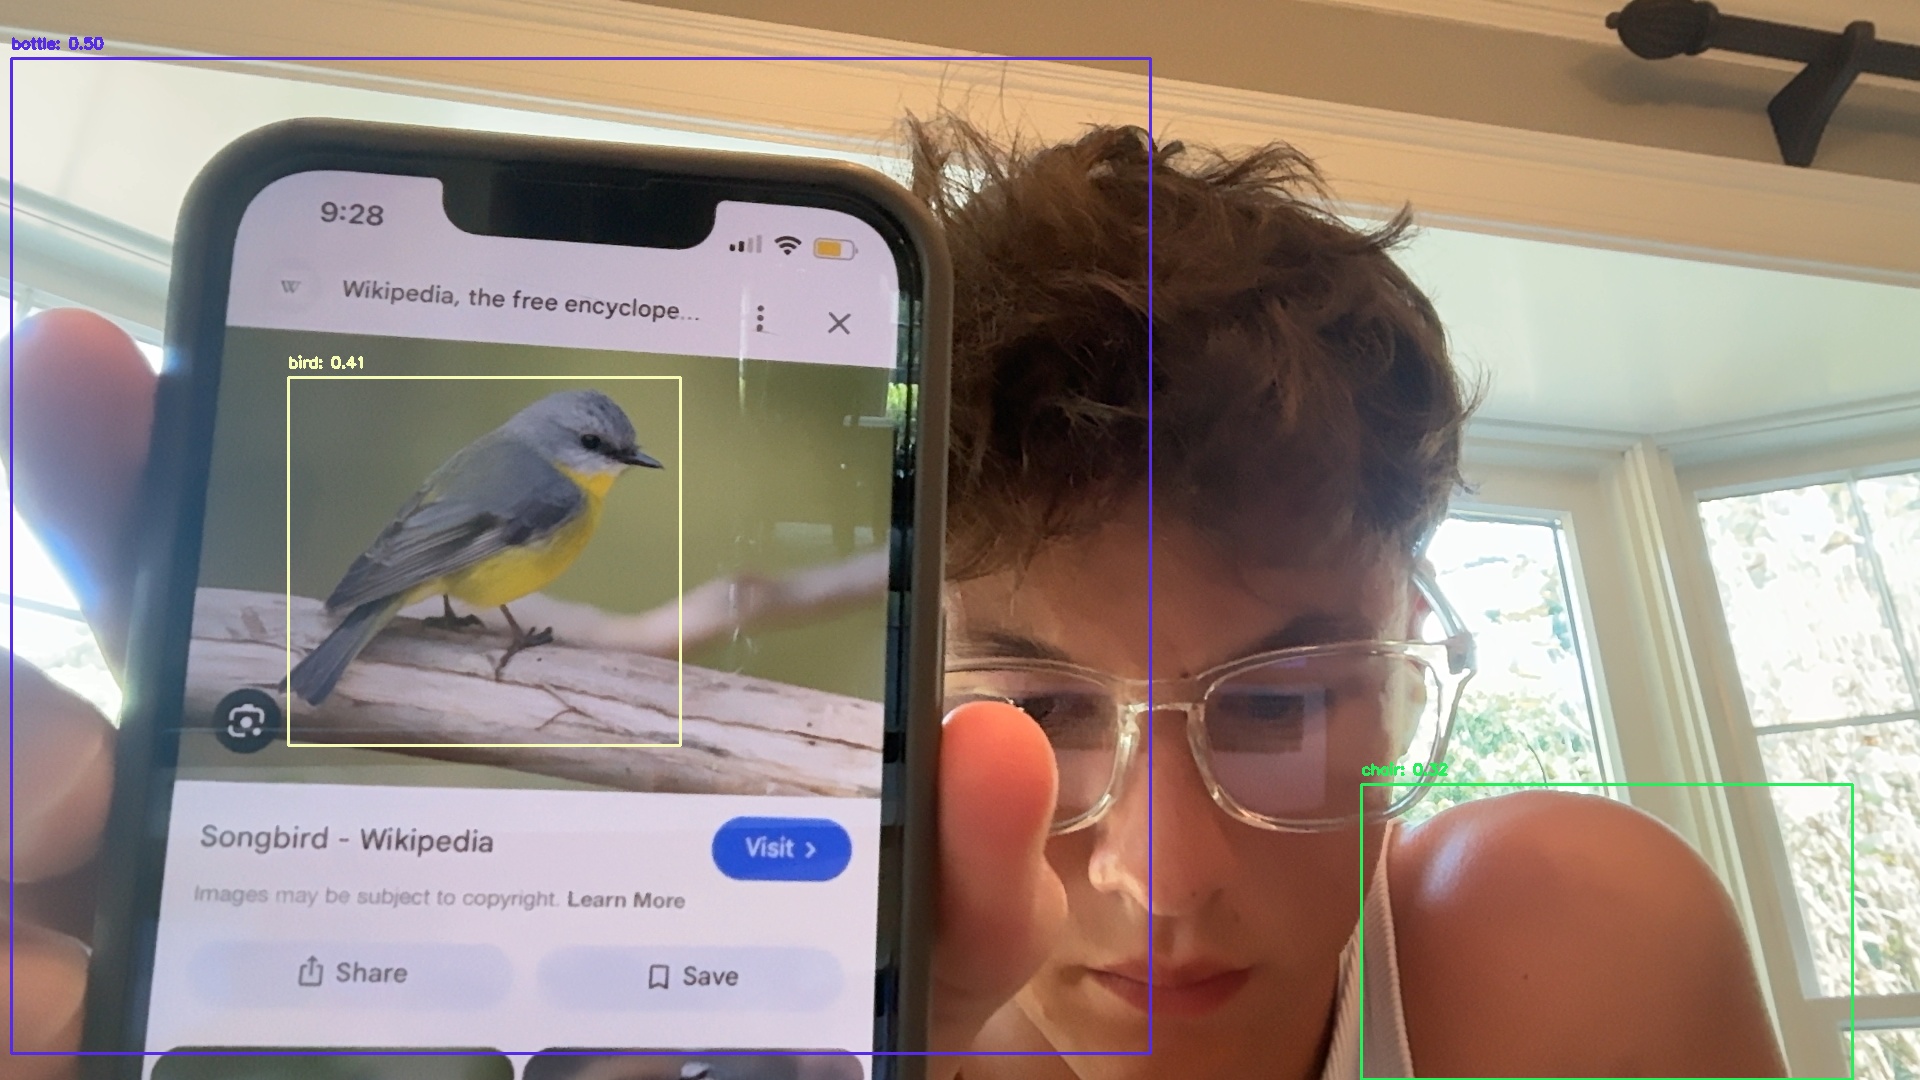 bottle: 0.50
9:28
W
Wikipedia, the free encyclope...
bird: 0.41
Songbird - Wikipedia
Visit >
Images may be subject to copyright. Learn More
Share
Save
chair: 0.32